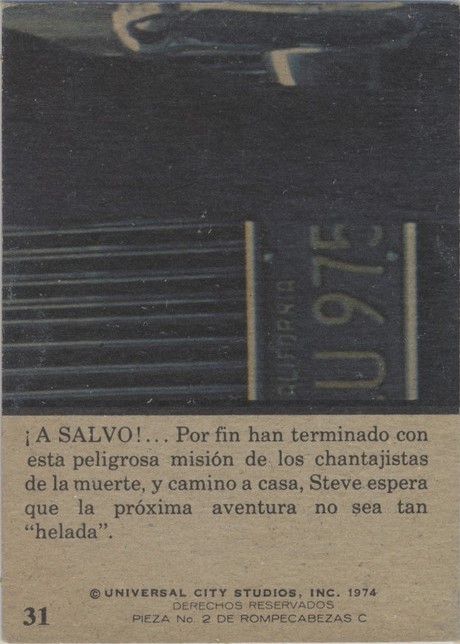 ALIFORNIA
U 975
¡A SALVO!... Por fin han terminado con
esta peligrosa misión de los chantajistas
de la muerte, y camino a casa, Steve espera
que la próxima aventura no sea tan
“helada”.
© UNIVERSAL CITY STUDIOS, INC. 1974
DERECHOS RESERVADOS
31 PIEZA No. 2 DE ROMPECABEZAS C